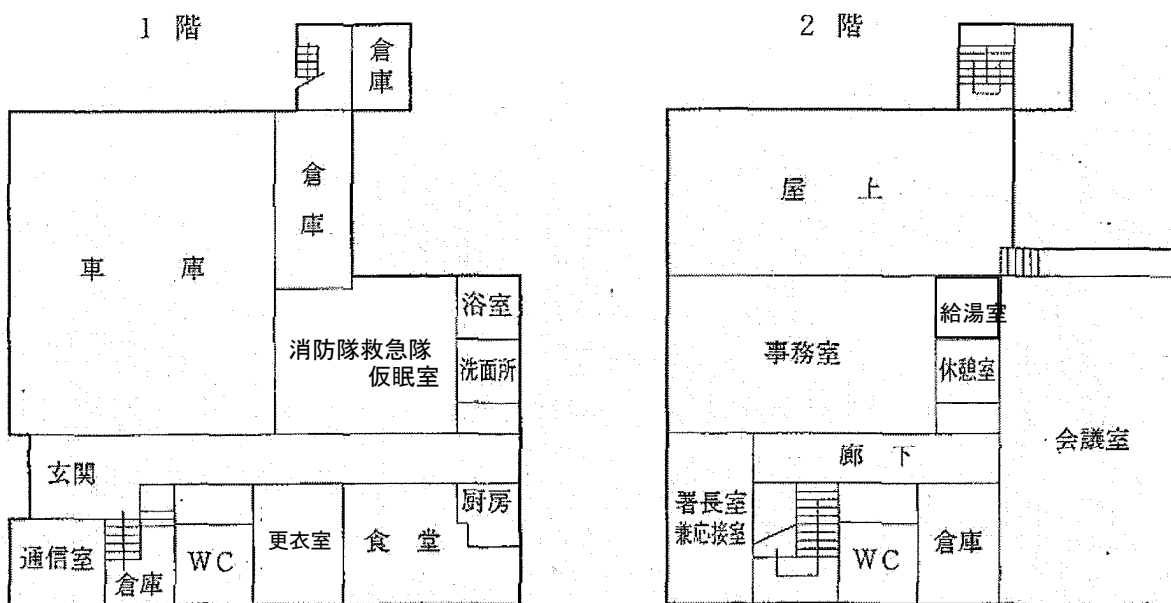 1 階
倉庫
倉庫
車 庫
浴室
消防隊救急隊
仮眠室
洗面所
玄関
厨房
通信室
倉庫
WC
更衣室
食 堂
2 階
屋 上
給湯室
事務室
休憩室
会議室
廊 下
署長室
兼応接室
WC
倉庫